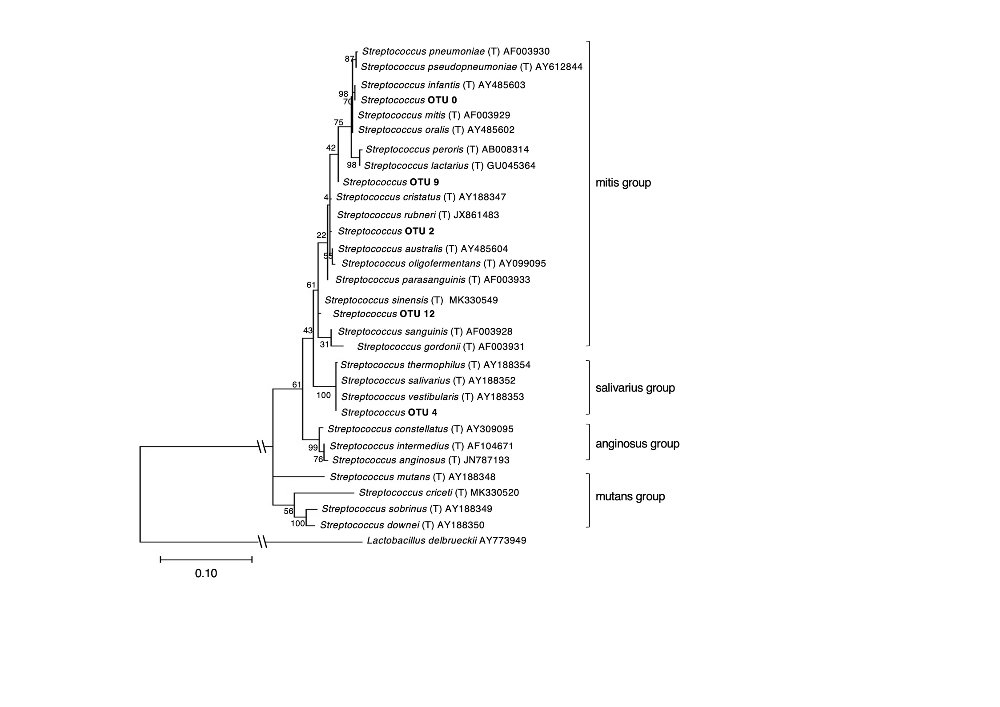 Streptococcus pneumoniae (T) AF003930
87
Streptococcus pseudopneumoniae (T) AY612844
Streptococcus infantis (T) AY485603
98
Streptococcus OTU 0
70
Streptococcus mitis (T) AF003929
75
Streptococcus oralis (T) AY485602
42
Streptococcus peroris (T) AB008314
98
Streptococcus lactarius (T) GU045364
Streptococcus OTU 9
mitis group
4
Streptococcus cristatus (T) AY188347
Streptococcus rubneri (T) JX861483
22
Streptococcus OTU 2
Streptococcus australis (T) AY485604
55
Streptococcus oligofermentans (T) AY099095
Streptococcus parasanguinis (T) AF003933
61
Streptococcus sinensis (T) MK330549
Streptococcus OTU 12
43
Streptococcus sanguinis (T) AF003928
31
Streptococcus gordonii (T) AF003931
Streptococcus thermophilus (T) AY188354
Streptococcus salivarius (T) AY188352
61
salivarius group
100
Streptococcus vestibularis (T) AY188353
Streptococcus OTU 4
Streptococcus constellatus (T) AY309095
99
Streptococcus intermedius (T) AF104671
anginosus group
76
Streptococcus anginosus (T) JN787193
Streptococcus mutans (T) AY188348
Streptococcus criceti (T) MK330520
mutans group
56
Streptococcus sobrinus (T) AY188349
100
Streptococcus downei (T) AY188350
Lactobacillus delbrueckii AY773949
0.10